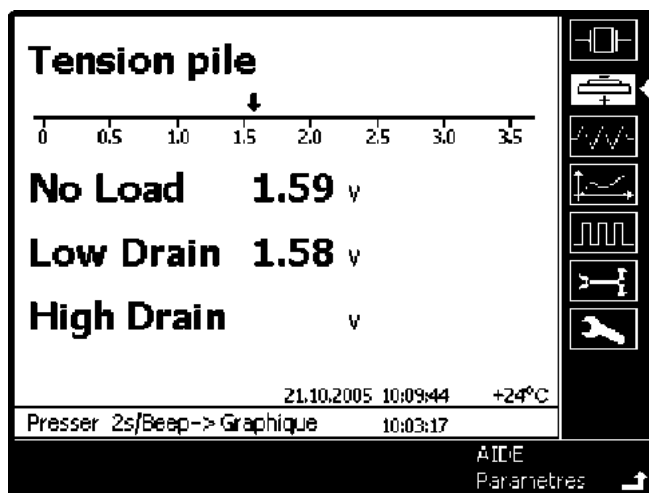 Tension pile
0 0.5 1.0 1.5 2.0 2.5 3.0 3.5
No Load 1.59 v
Low Drain 1.58 v
High Drain v
21.10.2005 10:09:44 +24°C
Presser 2s/Beep-> Graphique 10:03:17
AIDE
Parametres